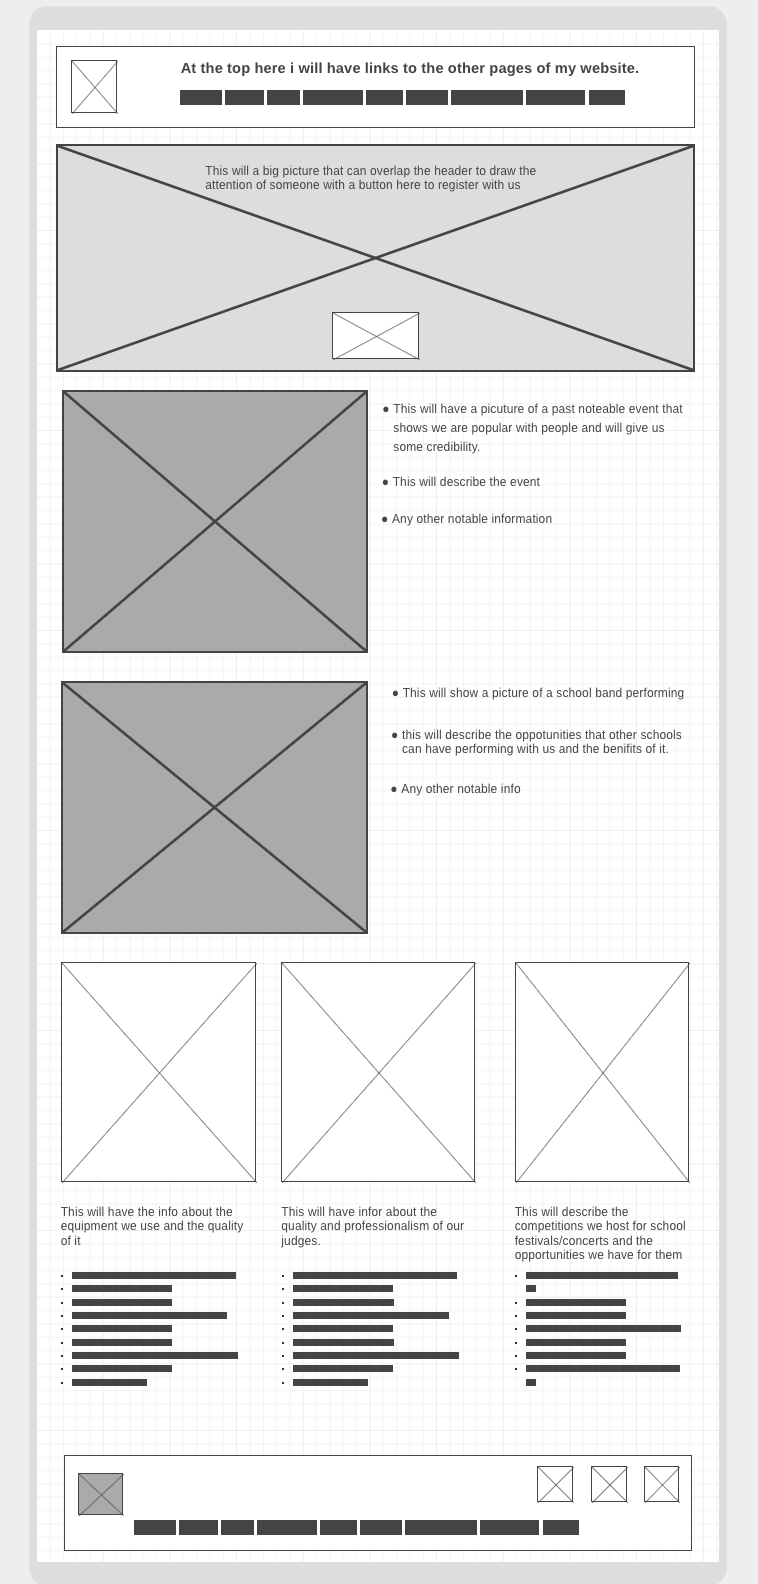 At the top here i will have links to the other pages of my website.
This will a big picture that can overlap the header to draw the
attention of someone with a button here to register with us
This will have a picuture of a past noteable event that
shows we are popular with people and will give us
some credibility.
This will describe the event
Any other notable information
This will show a picture of a school band performing
this will describe the oppotunities that other schools
can have performing with us and the benifits of it.
Any other notable info
This will have the info about the
equipment we use and the quality
of it
This will have infor about the
quality and professionalism of our
judges.
This will describe the
competitions we host for school
festivals/concerts and the
opportunities we have for them